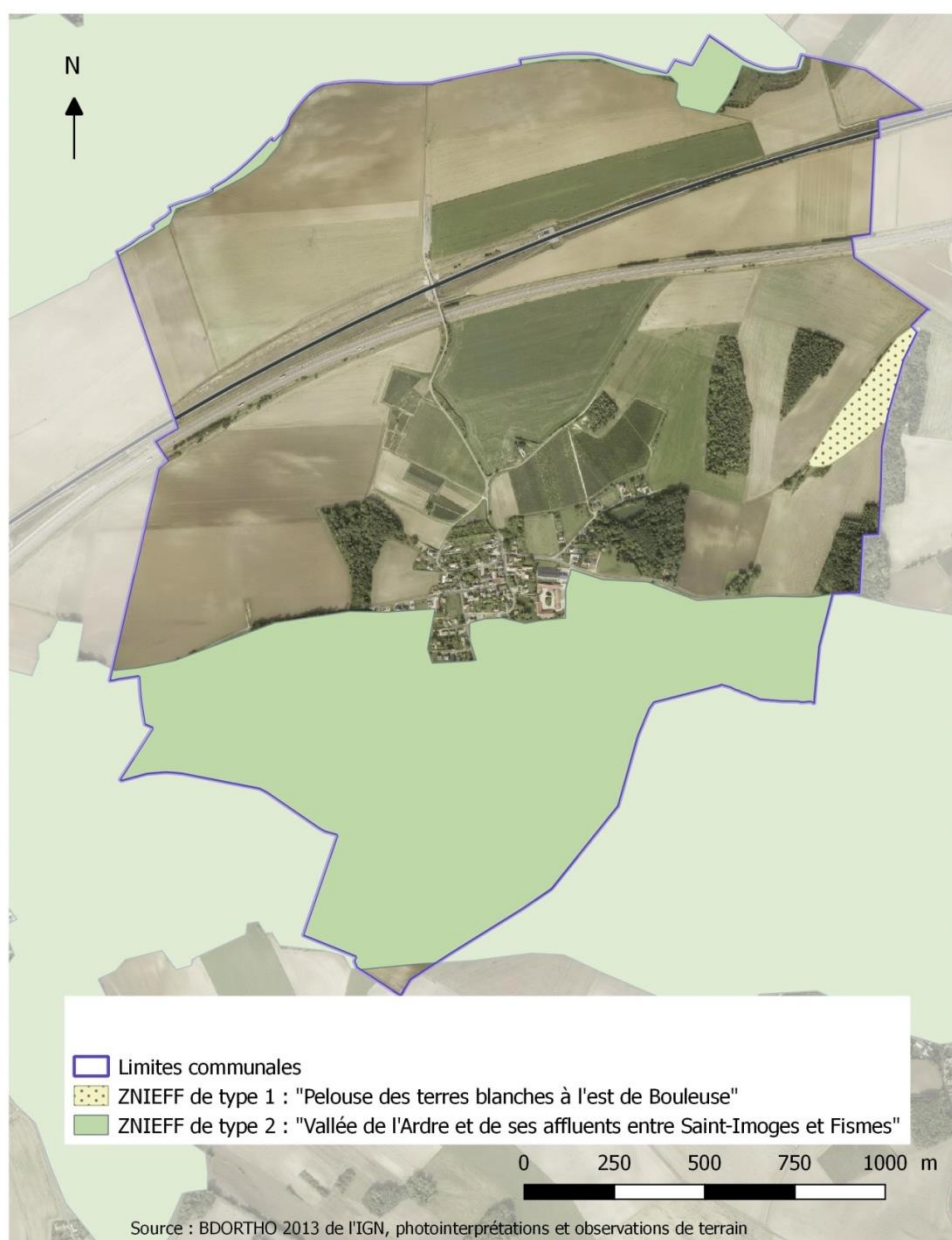 N
Limites communales
ZNIEFF de type 1 : "Pelouse des terres blanches à l'est de Bouleuse"
ZNIEFF de type 2 : "Vallée de l'Ardre et de ses affluents entre Saint-Imoges et Fismes"
0 250 500 750 1000 m
Source : BDORTHO 2013 de l'IGN, photointerprétations et observations de terrain